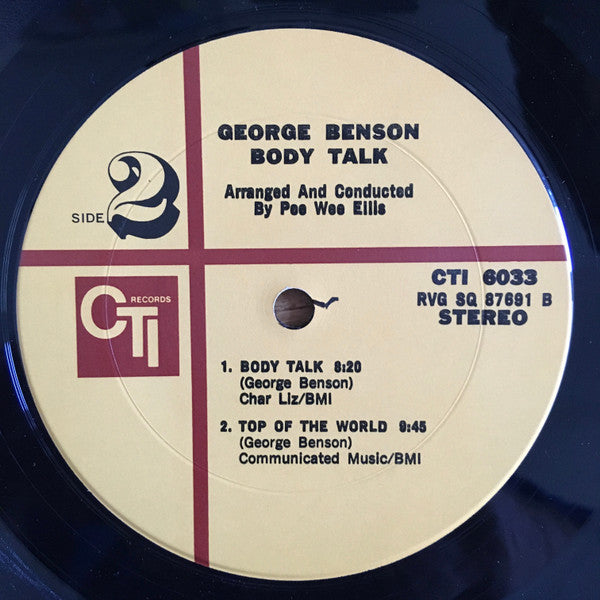 GEORGE BENSON
BODY TALK
Arranged And Conducted
By Pee Wee Ellis
SIDE 2
CTI RECORDS
CTI 6033
RVG SQ 87691 B
STEREO
1. BODY TALK 8:20
(George Benson)
Char Liz/BMI
2. TOP OF THE WORLD 9:45
(George Benson)
Communicated Music/BMI